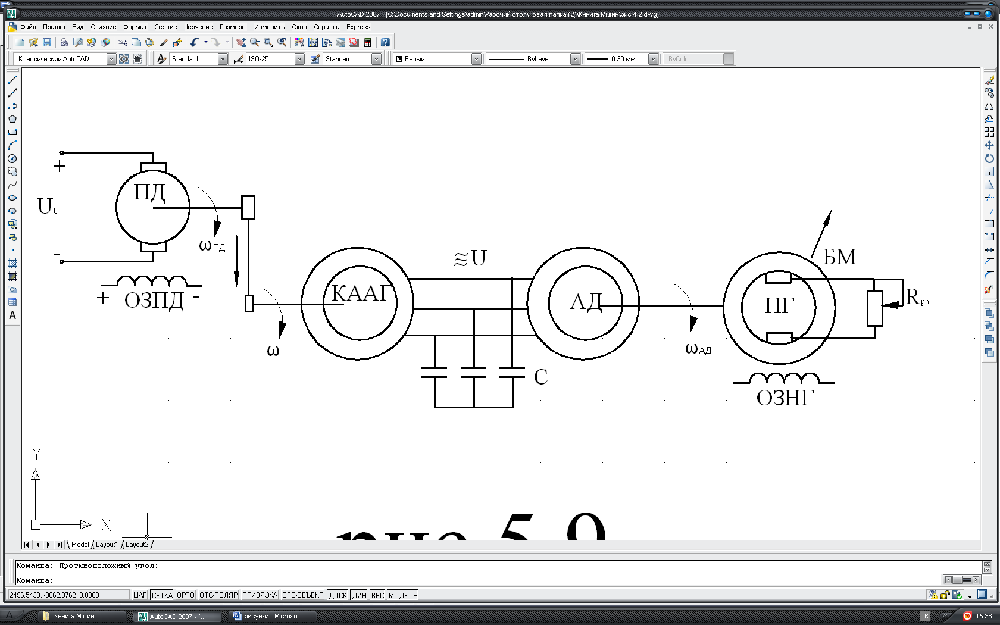 AutoCAD 2007 - [C:\Documents and Settings\admin\Рабочий стол\Новая папка (2)\Кннига Мішин\рис 4.2.dwg]
Файл Правка Вид Слияние Формат Сервис Черчение Размеры Изменить Окно Справка Express
Классический AutoCAD Standard ISO-25 Standard Белый ByLayer 0.30 мм ByColor
+
ПД
U0
ωПД
-
+ ОЗПД -
КААГ
≈U
АД
БМ
НГ
Rрп
ω
ωАД
C
ОЗНГ
Y
X
рис 5.9
Model Layout1 Layout2
Команда: Противоположный угол:
Команда:
2496.5439, -3662.0762, 0.0000 ШАГ СЕТКА ОРТО ОТС-ПОЛЯР ПРИВЯЗКА ОТС-ОБЪЕКТ ДПСК ДИН ВЕС МОДЕЛЬ
Кннига Мішин AutoCAD 2007 - [... рисунки - Microso... UK 15:36